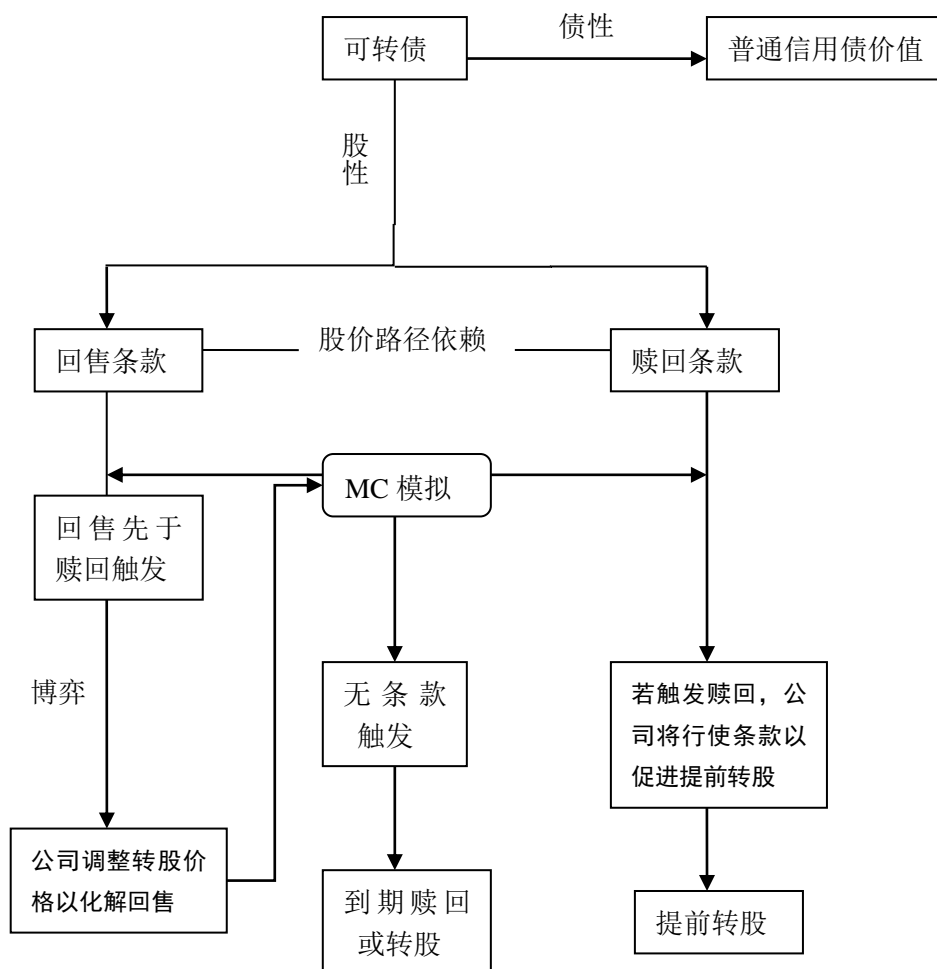 债性
可转债
普通信用债价值
股
性
股价路径依赖
回售条款
赎回条款
MC 模拟
回售先于
赎回触发
博弈
无条款
触发
若触发赎回，公
司将行使条款以
促进提前转股
公司调整转股价
格以化解回售
到期赎回
或转股
提前转股